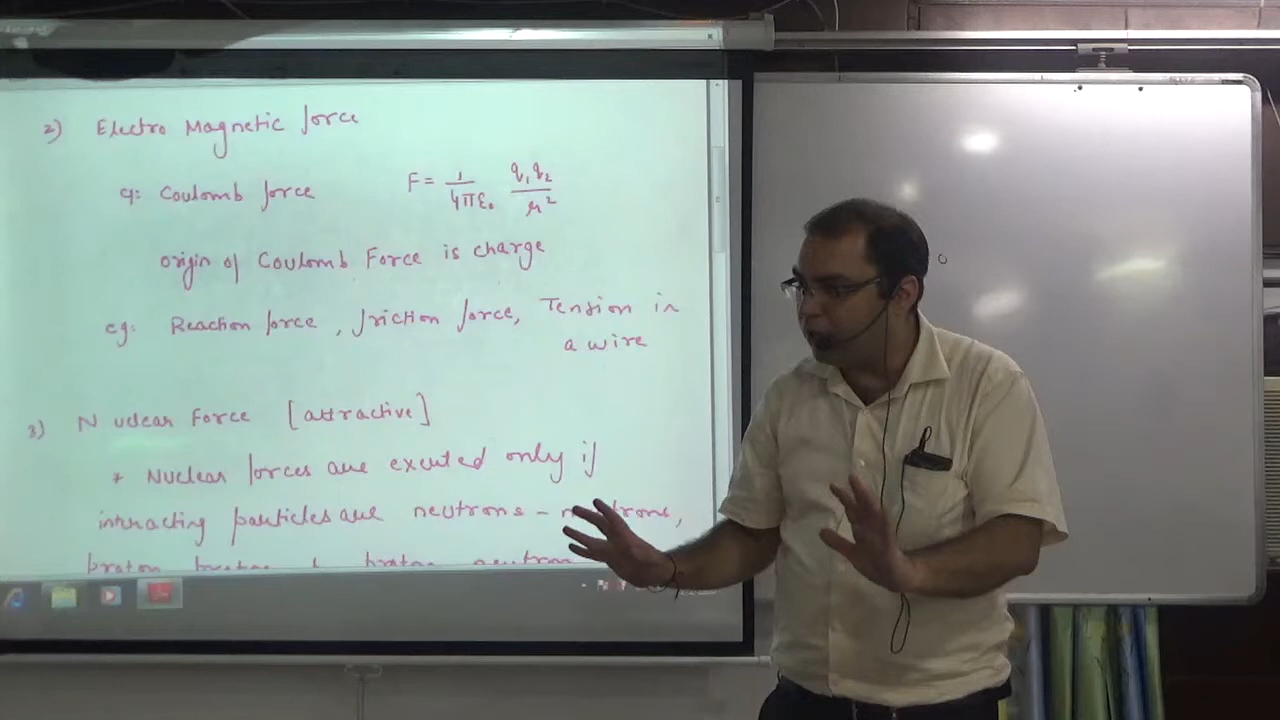 2) Electro Magnetic force
eg: Coulomb force F = 1/4πε₀ q₁q₂/r²
origin of Coulomb Force is charge
eg: Reaction force, friction force, Tension in
a wire
3) Nuclear Force [attractive]
* Nuclear forces are exerted only if
interacting particles are neutrons -